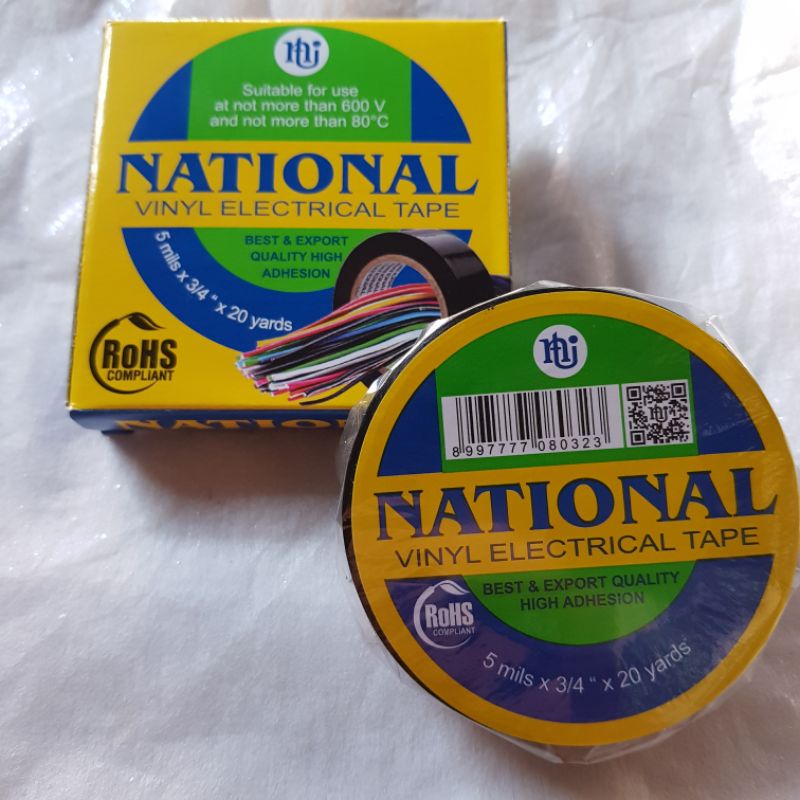 Suitable for use
at not more than 600 V
and not more than 80°C
NATIONAL
VINYL ELECTRICAL TAPE
BEST & EXPORT
QUALITY HIGH
ADHESION
5 mils x 3/4 " x 20 yards
RoHS
COMPLIANT
8 997777 080323
NATIONAL
VINYL ELECTRICAL TAPE
BEST & EXPORT QUALITY
HIGH ADHESION
RoHS
COMPLIANT
5 mils x 3/4 " x 20 yards